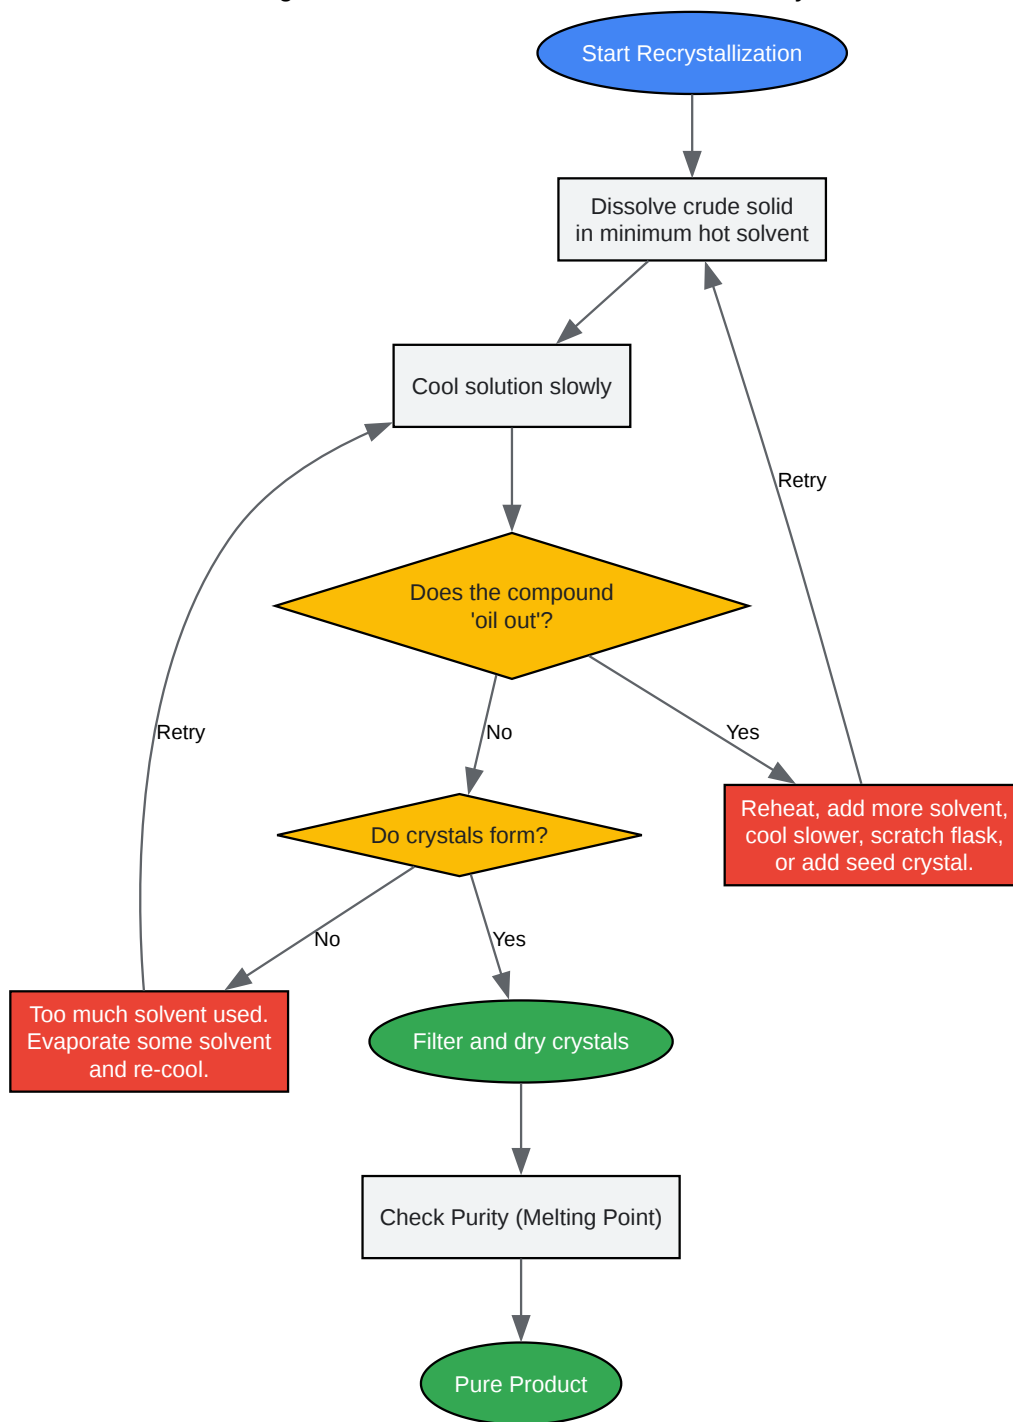 Start Recrystallization
Dissolve crude solid
in minimum hot solvent
Cool solution slowly
Retry
Does the compound
'oil out'?
Retry
No
Yes
Reheat, add more solvent,
cool slower, scratch flask,
or add seed crystal.
Do crystals form?
No
Yes
Too much solvent used.
Evaporate some solvent
and re-cool.
Filter and dry crystals
Check Purity (Melting Point)
Pure Product